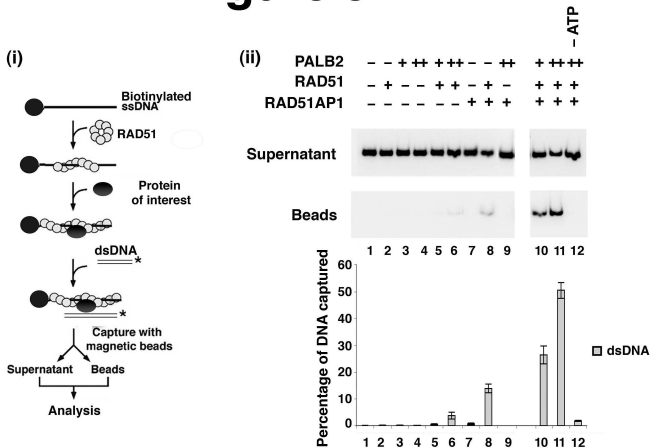 (i)
Biotinylated
ssDNA
RAD51
Protein
of interest
dsDNA
*
*
Capture with
magnetic beads
Supernatant Beads
Analysis
(ii)
– ATP
PALB2 – – + ++ + ++ – – ++ + ++ ++
RAD51 – + – – + + – + – + + +
RAD51AP1 – – – – – – + + + + + +
Supernatant
Beads
1 2 3 4 5 6 7 8 9 10 11 12
Percentage of DNA captured
60
50
40
30
20
10
0
1 2 3 4 5 6 7 8 9 10 11 12
dsDNA